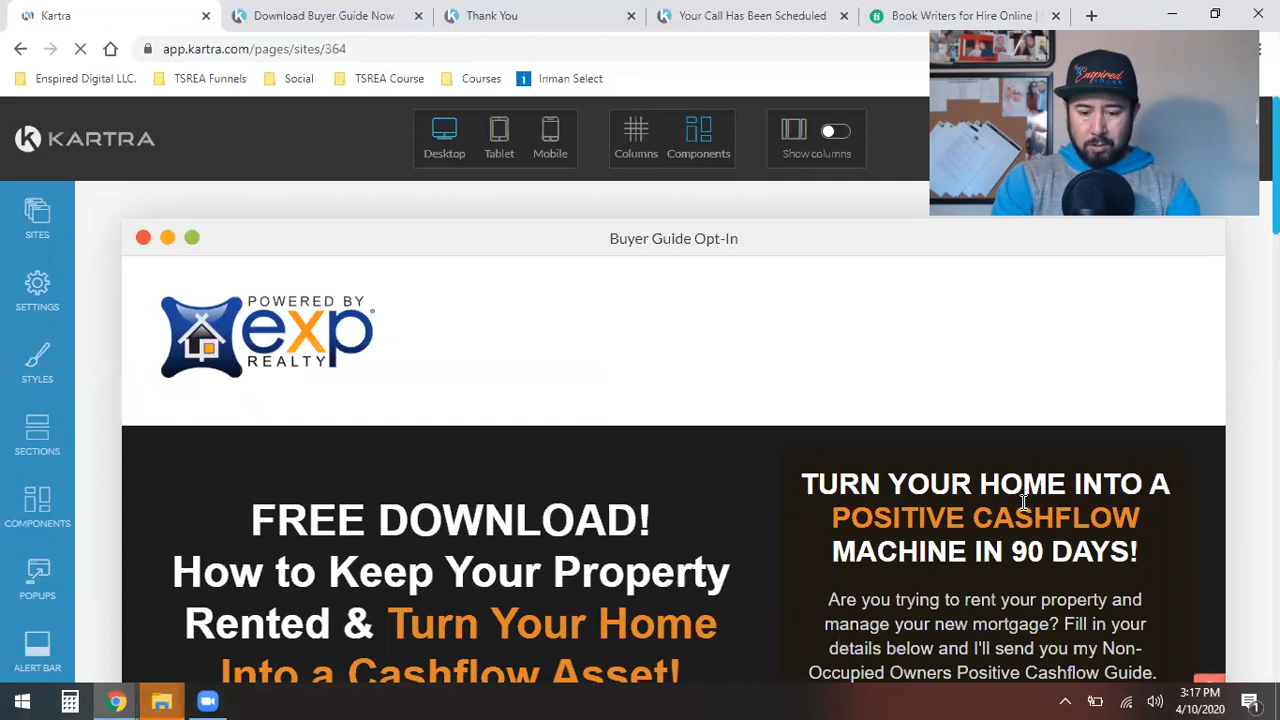 Kartra
Download Buyer Guide Now
Thank You
Your Call Has Been Scheduled
Book Writers for Hire Online |
app.kartra.com/pages/sites/364
Enspired Digital LLC.
TSREA Funnels
Social
TSREA Course
Courses
Inman Select
KARTRA
Desktop
Tablet
Mobile
Columns
Components
Show columns
Enspired
SITES
SETTINGS
STYLES
SECTIONS
COMPONENTS
POPUPS
ALERT BAR
Buyer Guide Opt-In
POWERED BY
exp
REALTY
FREE DOWNLOAD!
How to Keep Your Property
Rented & Turn Your Home
Into a Cashflow Asset!
TURN YOUR HOME INTO A
POSITIVE CASHFLOW
MACHINE IN 90 DAYS!
Are you trying to rent your property and
manage your new mortgage? Fill in your
details below and I'll send you my Non-
Occupied Owners Positive Cashflow Guide.
3:17 PM
4/10/2020
1